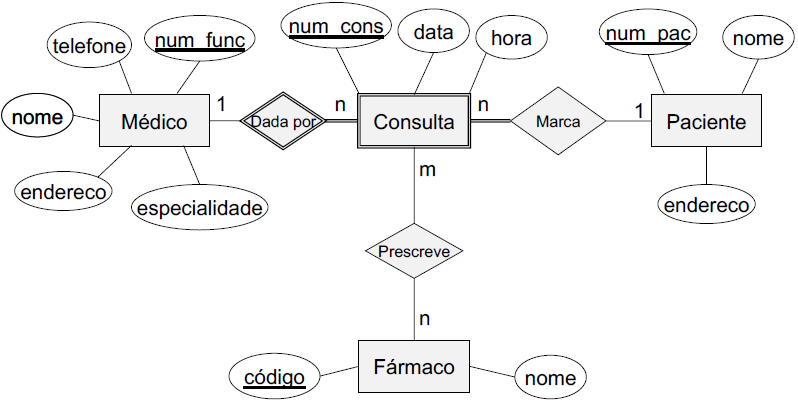 num_cons
data
hora
num_pac
nome
telefone
num_func
nome
Médico
1
Dada por
n
Consulta
n
Marca
1
Paciente
endereco
especialidade
m
endereco
Prescreve
n
código
Fármaco
nome